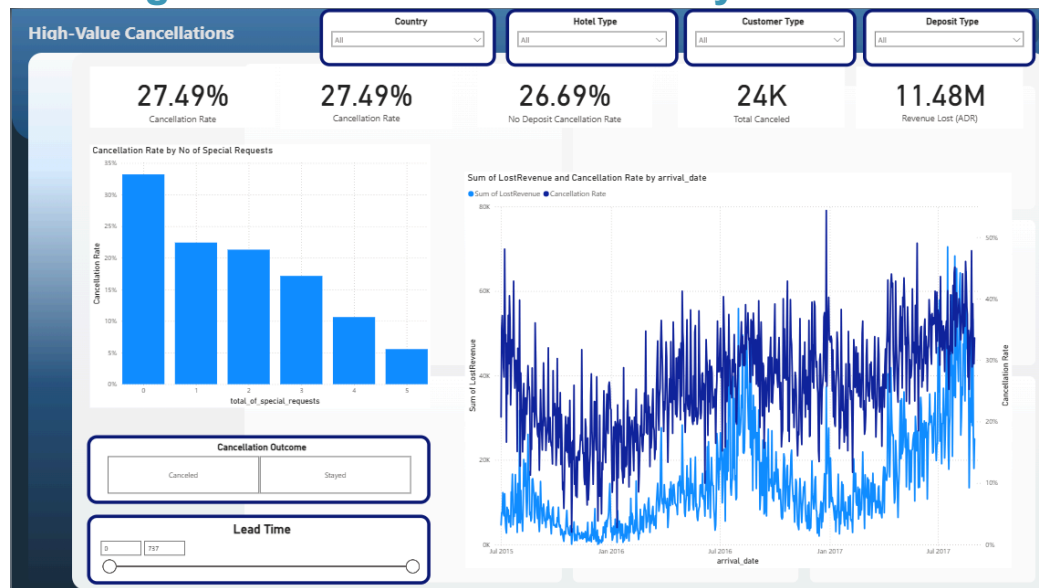 High-Value Cancellations
Country
All
Hotel Type
All
Customer Type
All
Deposit Type
All
27.49%
Cancellation Rate
27.49%
Cancellation Rate
26.69%
No Deposit Cancellation Rate
24K
Total Canceled
11.48M
Revenue Lost (ADR)
Cancellation Rate by No of Special Requests
Cancellation Rate
35%
30%
25%
20%
15%
10%
5%
0%
0 1 2 3 4 5
total_of_special_requests
Sum of LostRevenue and Cancellation Rate by arrival_date
Sum of LostRevenue Cancellation Rate
Sum of LostRevenue
80K
60K
40K
20K
0K
50%
40%
30%
20%
10%
0%
Cancellation Rate
Jul 2015 Jan 2016 Jul 2016 Jan 2017 Jul 2017
arrival_date
Cancellation Outcome
Canceled Stayed
Lead Time
0 737